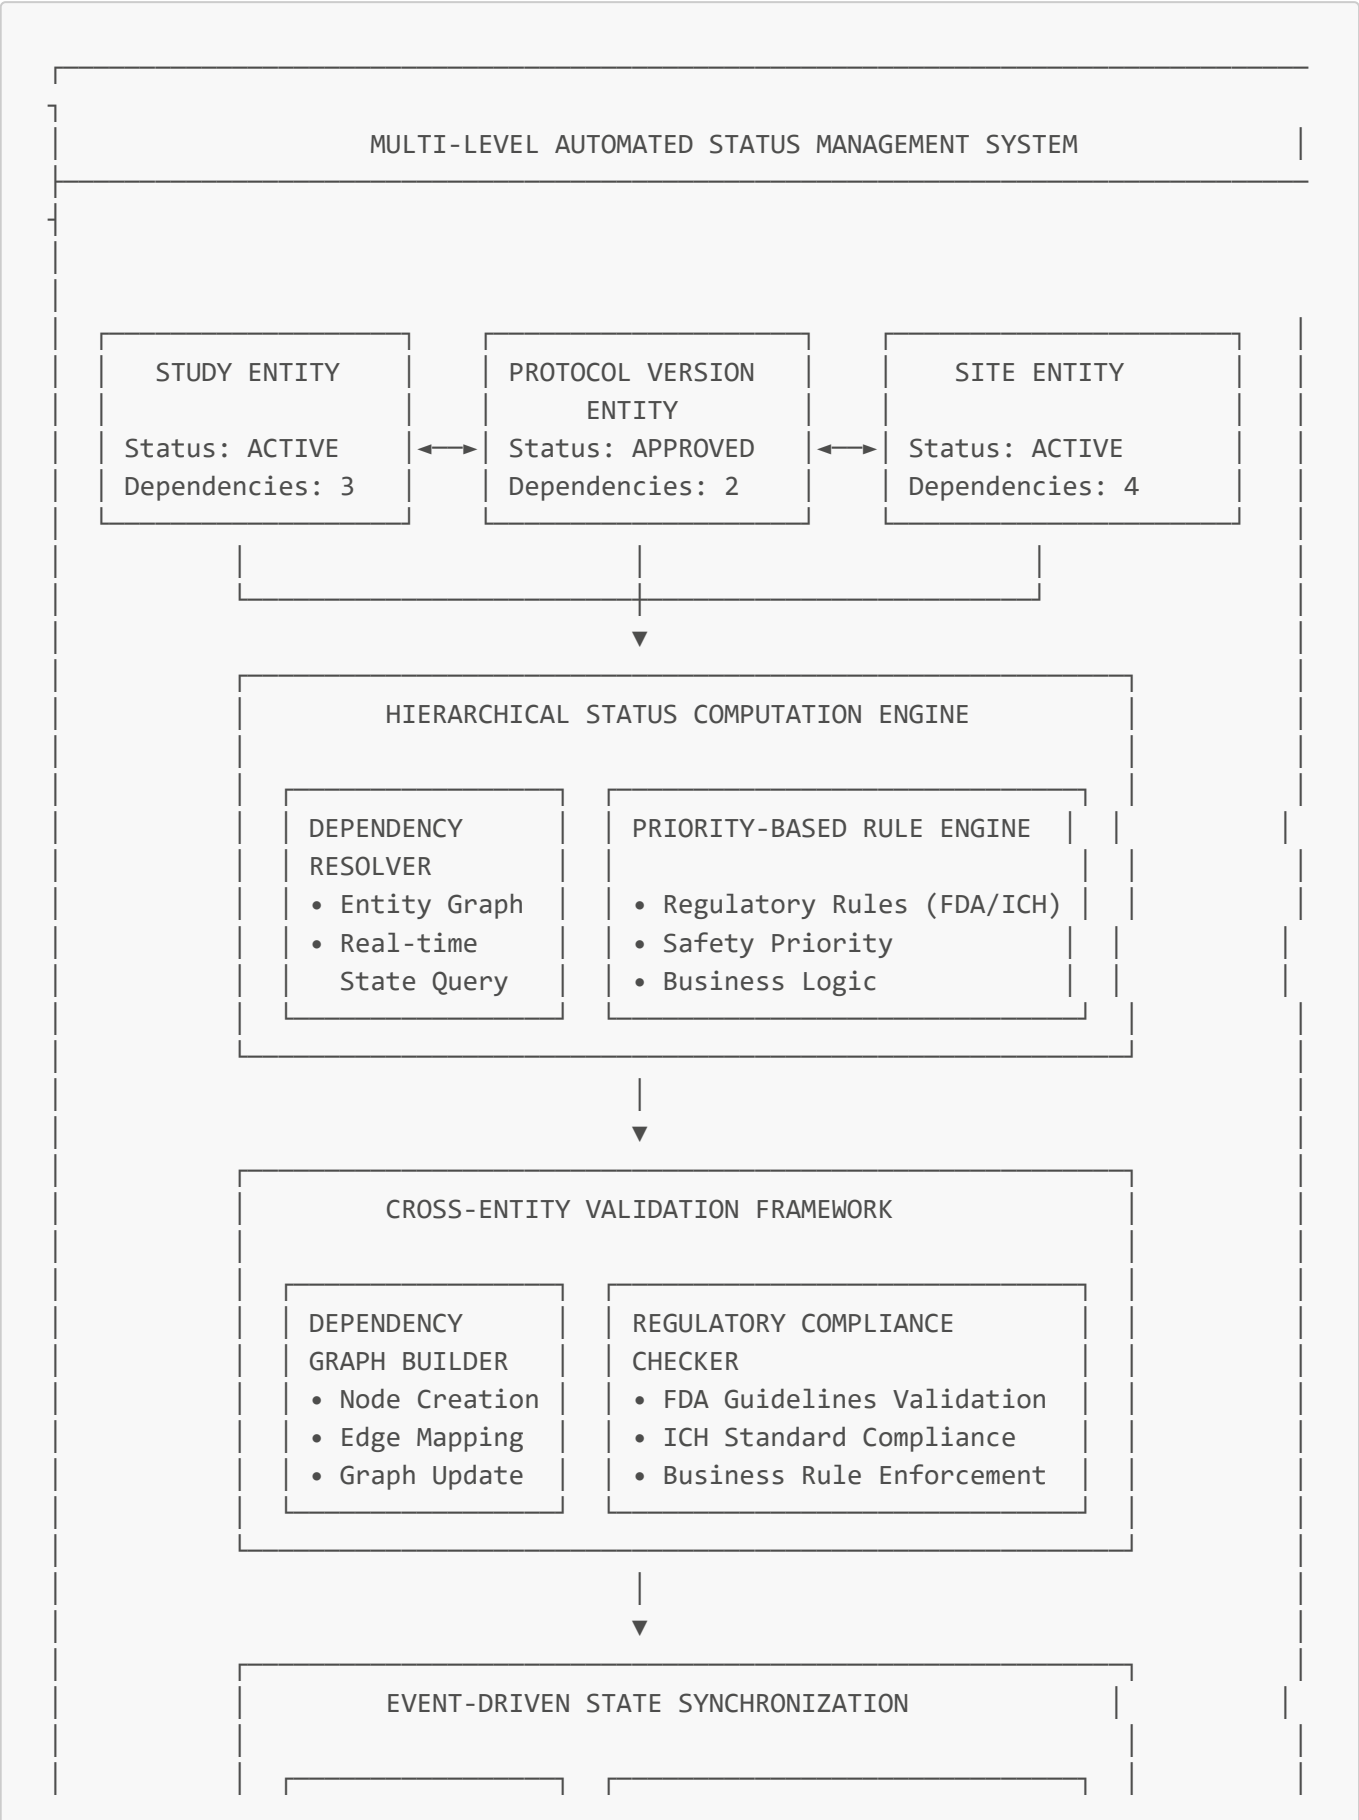 MULTI-LEVEL AUTOMATED STATUS MANAGEMENT SYSTEM
STUDY ENTITY
Status: ACTIVE
Dependencies: 3
PROTOCOL VERSION
ENTITY
Status: APPROVED
Dependencies: 2
SITE ENTITY
Status: ACTIVE
Dependencies: 4
HIERARCHICAL STATUS COMPUTATION ENGINE
DEPENDENCY
RESOLVER
• Entity Graph
• Real-time
State Query
PRIORITY-BASED RULE ENGINE
• Regulatory Rules (FDA/ICH)
• Safety Priority
• Business Logic
CROSS-ENTITY VALIDATION FRAMEWORK
DEPENDENCY
GRAPH BUILDER
• Node Creation
• Edge Mapping
• Graph Update
REGULATORY COMPLIANCE
CHECKER
• FDA Guidelines Validation
• ICH Standard Compliance
• Business Rule Enforcement
EVENT-DRIVEN STATE SYNCHRONIZATION